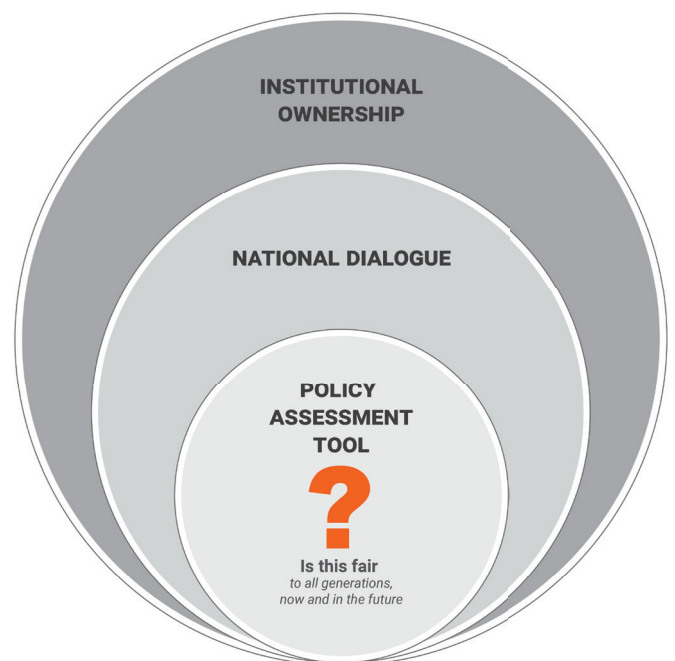 INSTITUTIONAL
OWNERSHIP
NATIONAL DIALOGUE
POLICY
ASSESSMENT
TOOL
?
Is this fair
to all generations,
now and in the future